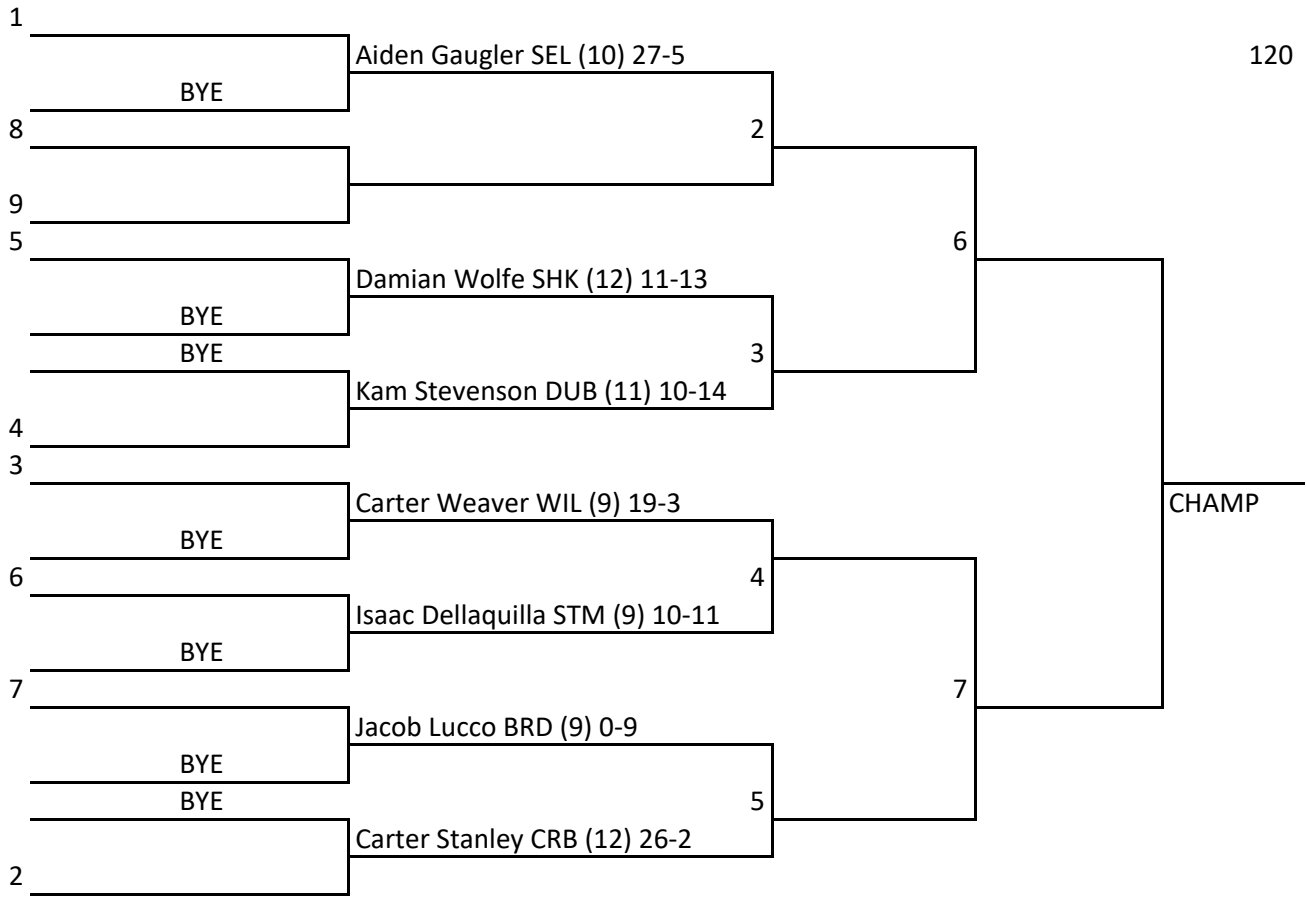 1
Aiden Gaugler SEL (10) 27-5
120
BYE
8
2
9
5
6
Damian Wolfe SHK (12) 11-13
BYE
BYE
3
Kam Stevenson DUB (11) 10-14
4
3
Carter Weaver WIL (9) 19-3
CHAMP
BYE
6
4
Isaac Dellaquilla STM (9) 10-11
BYE
7
7
Jacob Lucco BRD (9) 0-9
BYE
BYE
5
Carter Stanley CRB (12) 26-2
2